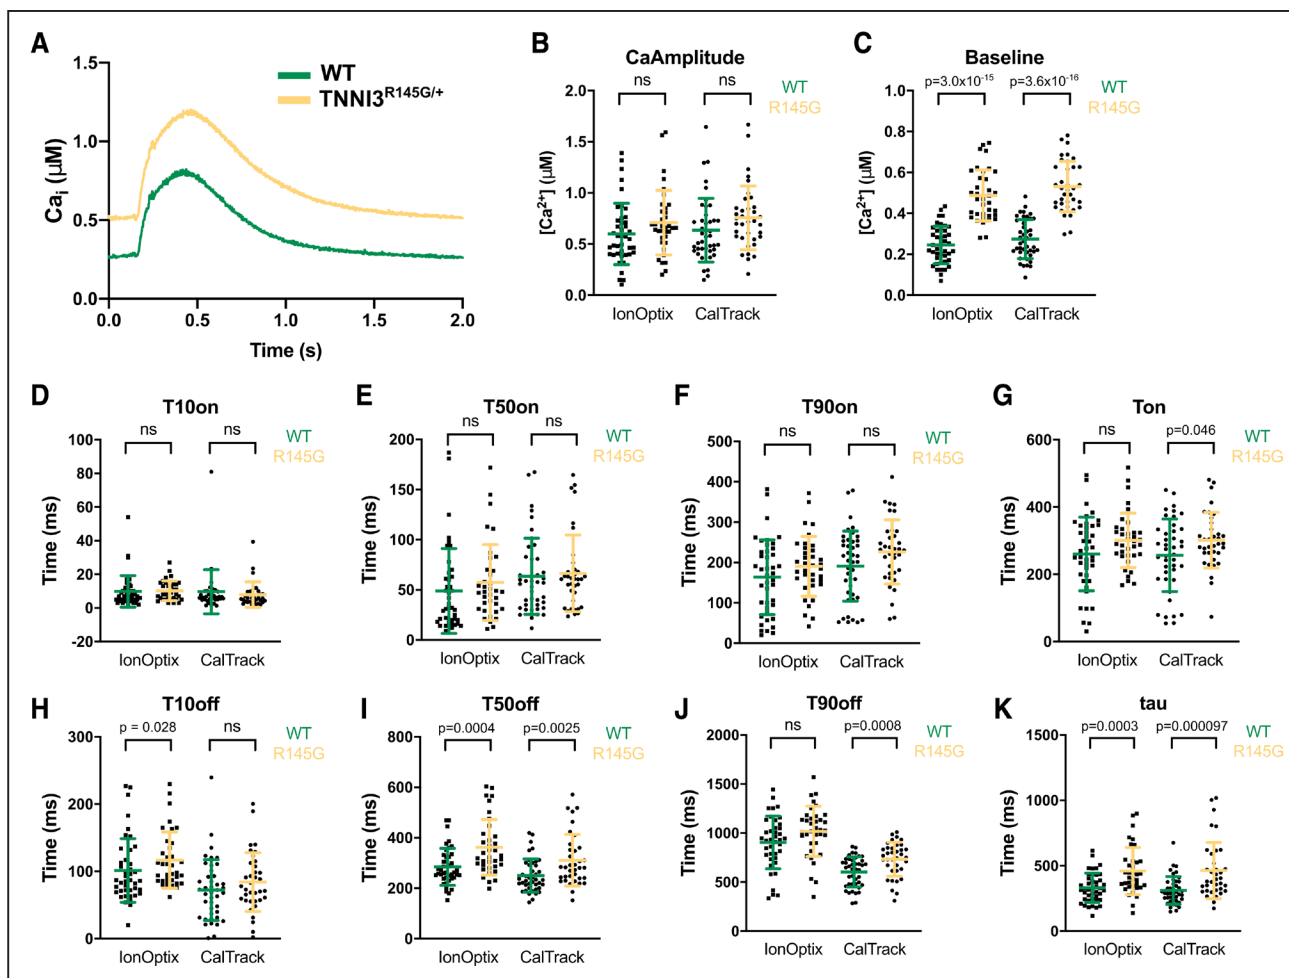 A
1.5
1.0
0.5
0.0
Ca_i (μM)
0.0 0.5 1.0 1.5 2.0
Time (s)
WT
TNNI3^R145G/+
B
CaAmplitude
ns ns
WT
R145G
2.0
1.5
1.0
0.5
0.0
[Ca²⁺] (μM)
IonOptix CalTrack
C
Baseline
p=3.0x10⁻¹⁵ p=3.6x10⁻¹⁶
WT
R145G
1.0
0.8
0.6
0.4
0.2
0.0
[Ca²⁺] (μM)
IonOptix CalTrack
D
T10on
ns ns
WT
R145G
100
80
60
40
20
0
-20
Time (ms)
IonOptix CalTrack
E
T50on
ns ns
WT
R145G
200
150
100
50
0
Time (ms)
IonOptix CalTrack
F
T90on
ns ns
WT
R145G
500
400
300
200
100
0
Time (ms)
IonOptix CalTrack
G
Ton
ns p=0.046
WT
R145G
600
400
200
0
Time (ms)
IonOptix CalTrack
H
T10off
p = 0.028 ns
WT
R145G
300
200
100
0
Time (ms)
IonOptix CalTrack
I
T50off
p=0.0004 p=0.0025
WT
R145G
800
600
400
200
0
Time (ms)
IonOptix CalTrack
J
T90off
ns p=0.0008
WT
R145G
2000
1500
1000
500
0
Time (ms)
IonOptix CalTrack
K
tau
p=0.0003 p=0.000097
WT
R145G
1500
1000
500
0
Time (ms)
IonOptix CalTrack